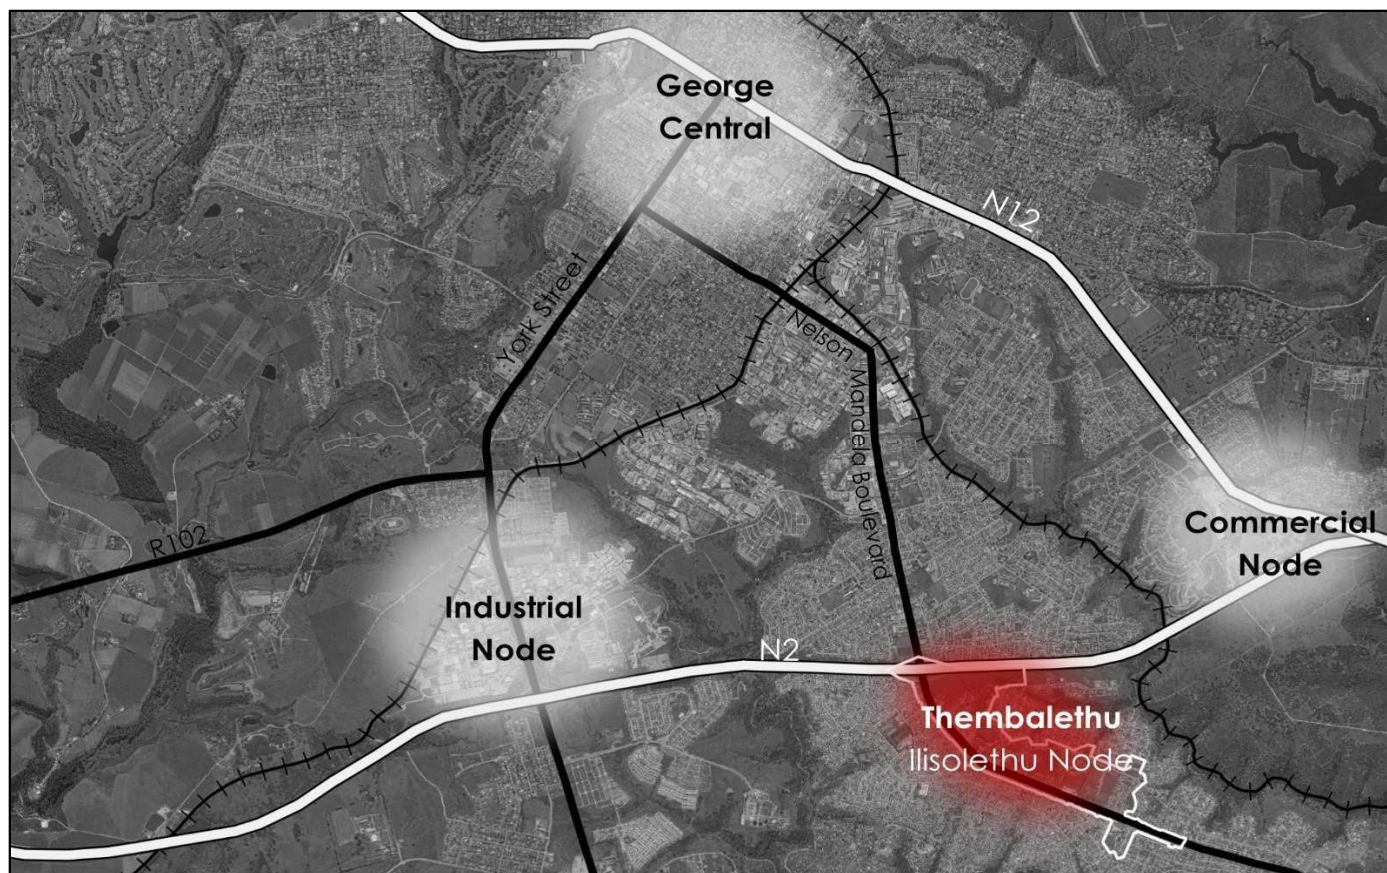 George
Central
N12
York Street
Nelson Mandela Boulevard
R102
Commercial
Node
Industrial
Node
N2
Thembalethu
Ilisolethu Node